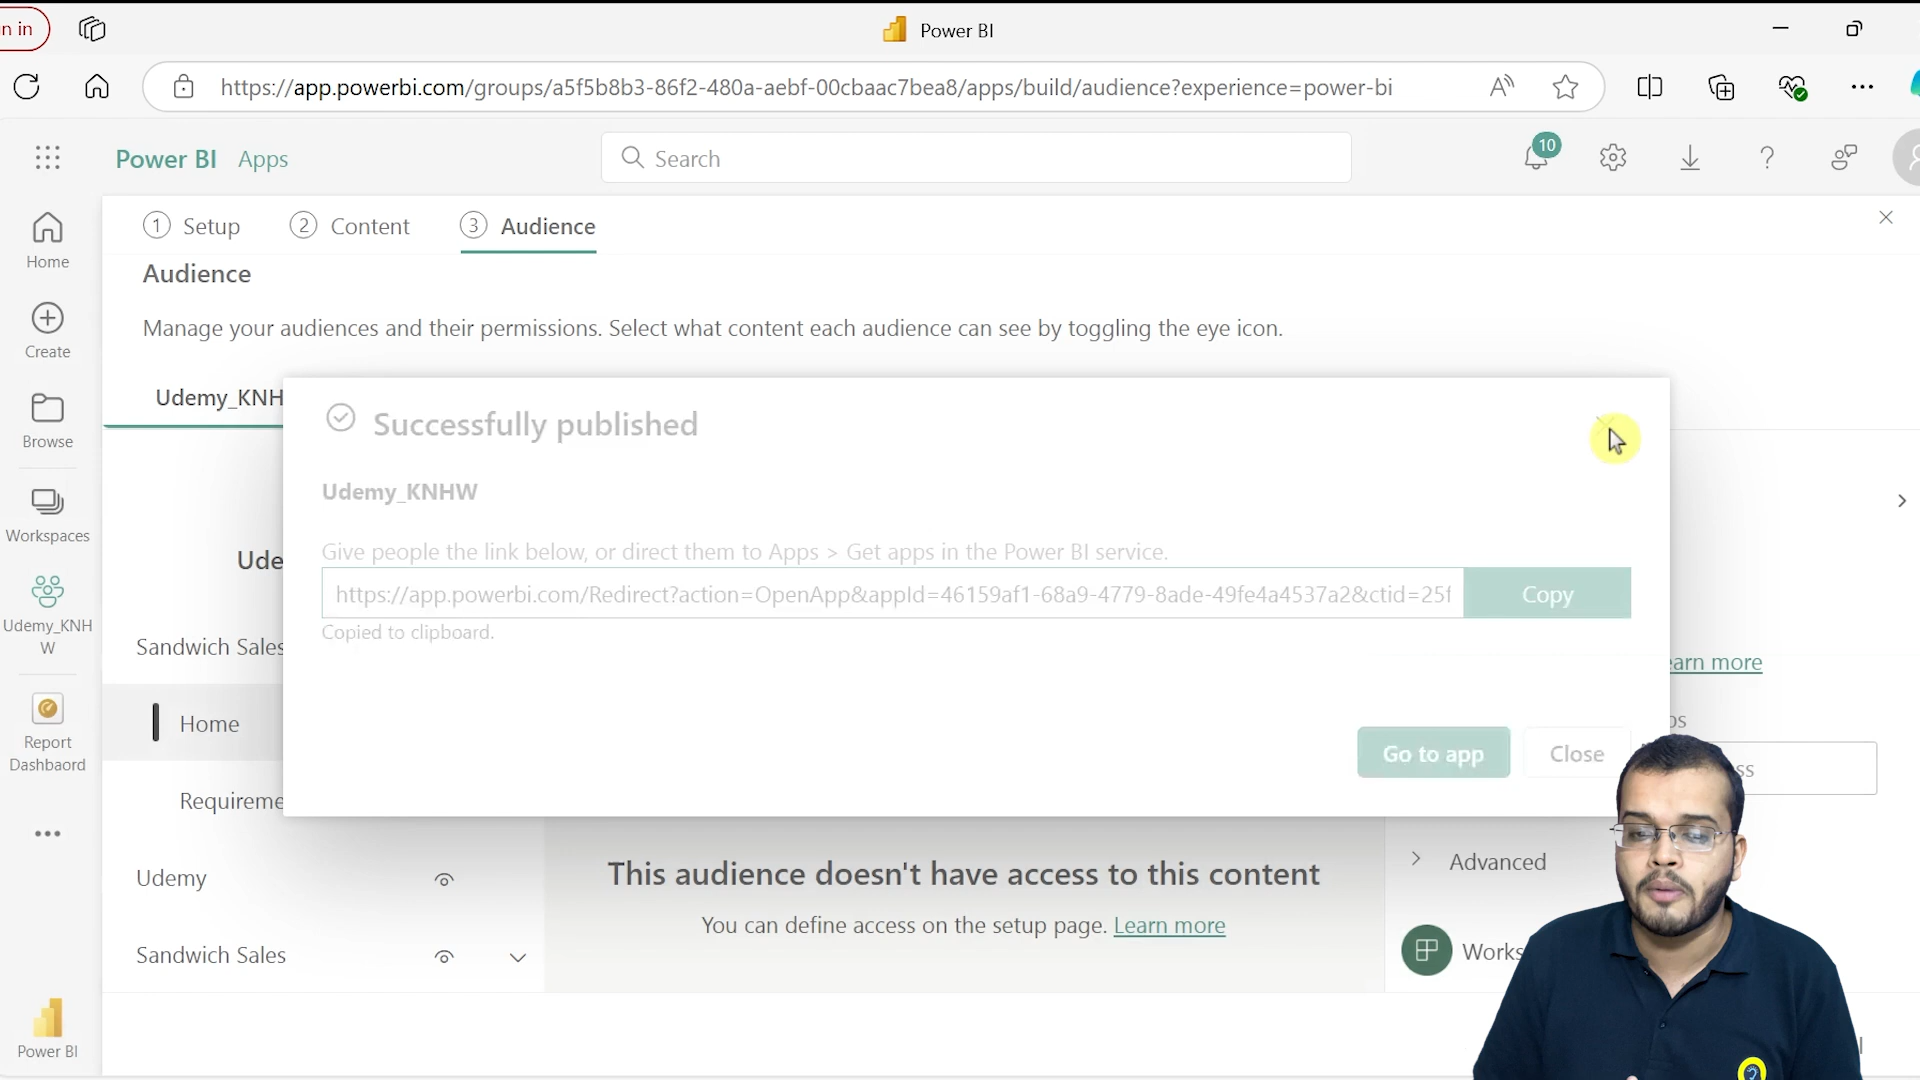 n in
Power BI
https://app.powerbi.com/groups/a5f5b8b3-86f2-480a-aebf-00cbaac7bea8/apps/build/audience?experience=power-bi
Power BI Apps
Search
10
1 Setup
2 Content
3 Audience
Home
Create
Browse
Workspaces
Udemy_KNH
W
Report
Dashbaord
Power BI
Audience
Manage your audiences and their permissions. Select what content each audience can see by toggling the eye icon.
Udemy_KNH
Ude
Sandwich Sales
Home
Requireme
Udemy
Sandwich Sales
Successfully published
Udemy_KNHW
Give people the link below, or direct them to Apps > Get apps in the Power BI service.
https://app.powerbi.com/Redirect?action=OpenApp&appId=46159af1-68a9-4779-8ade-49fe4a4537a2&ctid=25f
Copy
Copied to clipboard.
Go to app
Close
earn more
ps
ss
This audience doesn't have access to this content
You can define access on the setup page. Learn more
Advanced
Works